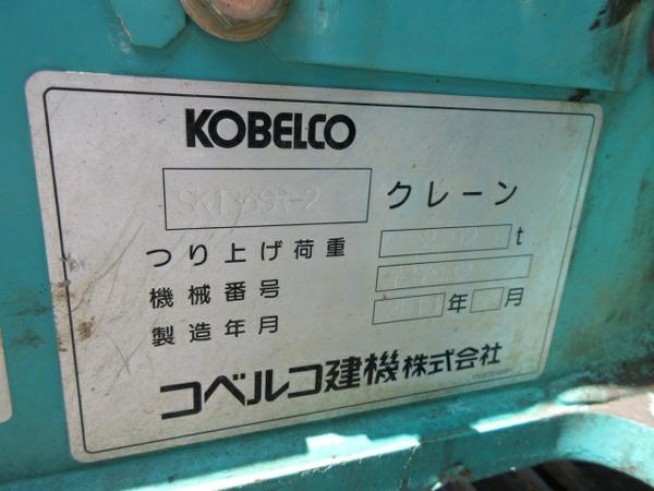 KOBELCO
クレーン
つり上げ荷重 t
機械番号
製造年月 年 月
コベルコ建機株式会社